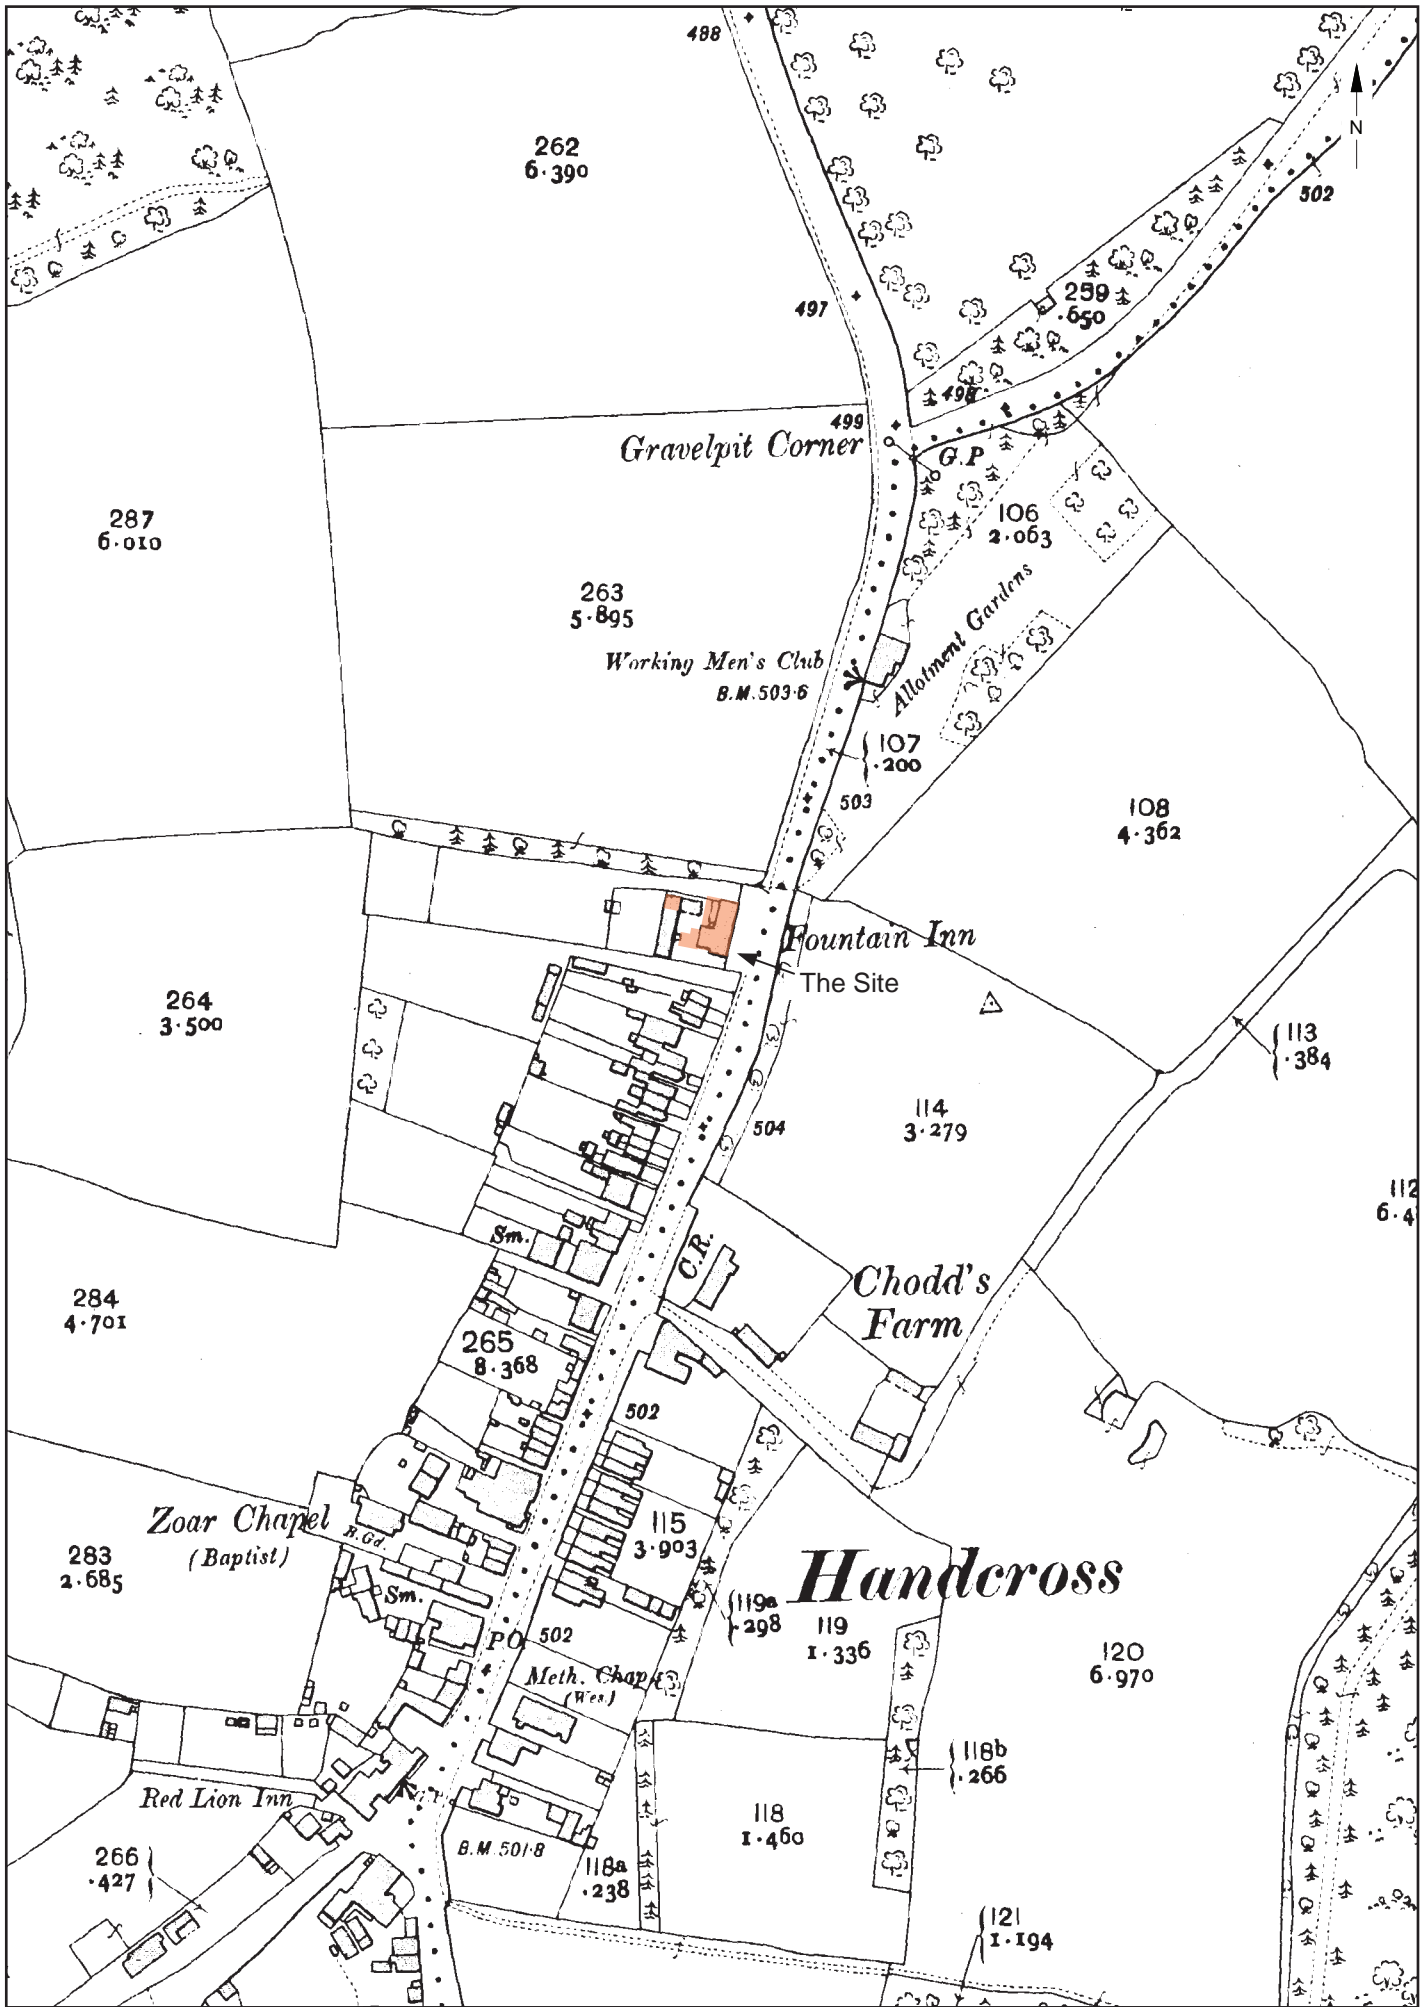 488
N
262
6·390
502
259
·650
497
498
499
Gravelpit Corner
G.P
287
6·010
106
2·063
263
5·895
Allotment Gardens
Working Men's Club
B.M.503·6
107
·200
503
108
4·362
Fountain Inn
The Site
264
3·500
113
·384
114
3·279
504
112
Sm.
C.R.
Chodd's
Farm
284
4·701
265
8·368
502
Zoar Chapel
(Baptist)
B.Gd.
115
3·903
283
2·685
Handcross
Sm.
119a
·298
119
1·336
P.O.
502
120
6·970
Meth. Chap.
(Wes.)
118b
·266
Red Lion Inn
118
1·460
B.M.501·8
266
·427
118a
·238
121
1·194